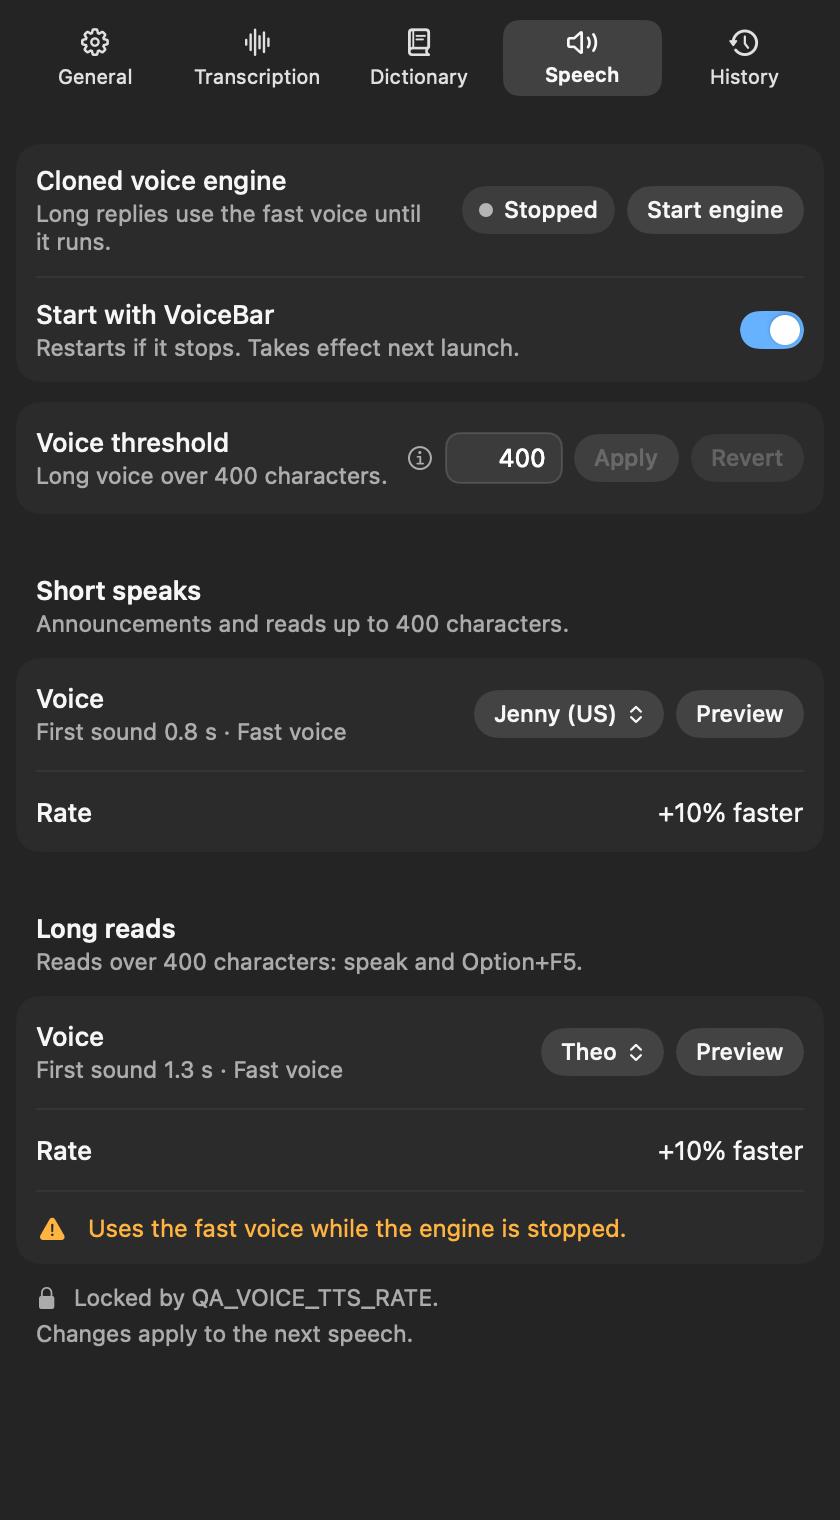 General
Transcription
Dictionary
Speech
History
Cloned voice engine
Long replies use the fast voice until
it runs.
Stopped
Start engine
Start with VoiceBar
Restarts if it stops. Takes effect next launch.
Voice threshold
Long voice over 400 characters.
400
Apply
Revert
Short speaks
Announcements and reads up to 400 characters.
Voice
First sound 0.8 s · Fast voice
Jenny (US)
Preview
Rate
+10% faster
Long reads
Reads over 400 characters: speak and Option+F5.
Voice
First sound 1.3 s · Fast voice
Theo
Preview
Rate
+10% faster
Uses the fast voice while the engine is stopped.
Locked by QA_VOICE_TTS_RATE.
Changes apply to the next speech.